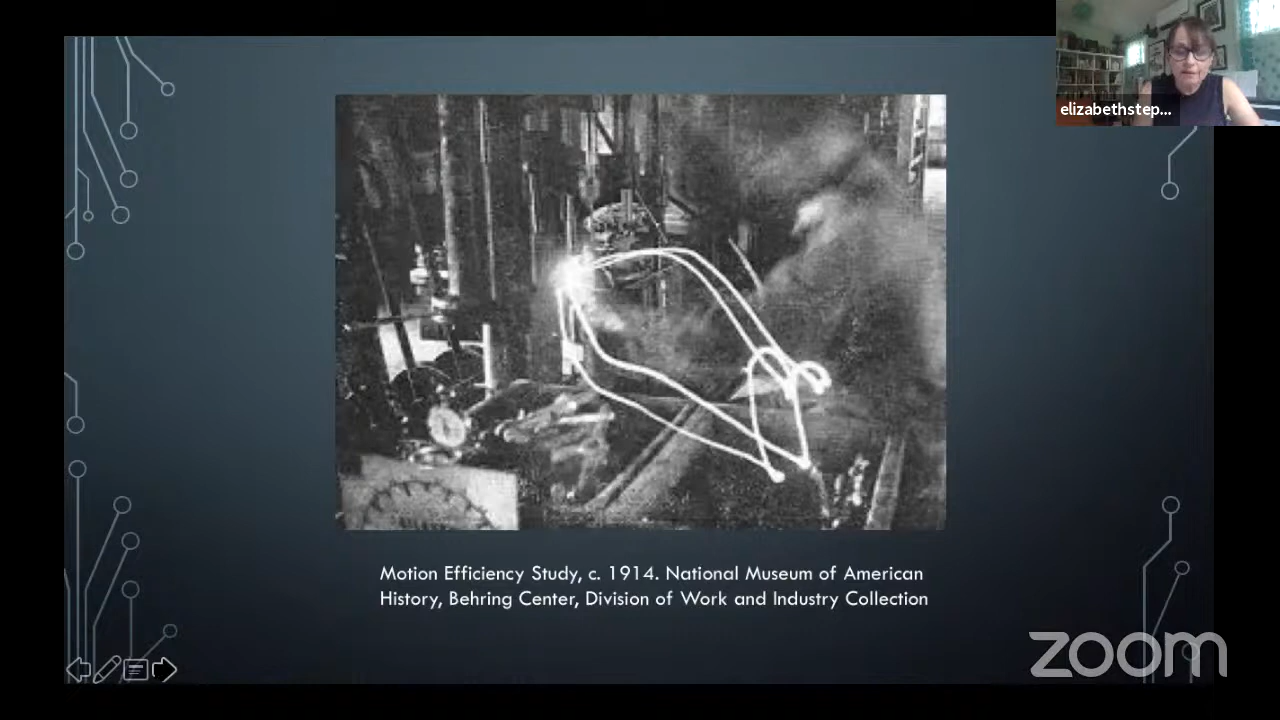 elizabethstep...
Motion Efficiency Study, c. 1914. National Museum of American
History, Behring Center, Division of Work and Industry Collection
zoom